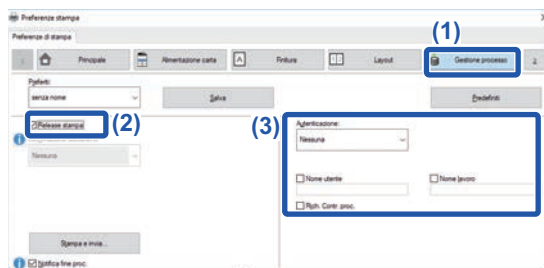 Preferenze stampa
Preferenze di stampa
(1)
Principale
Alimentazione carta
Finitura
Layout
Gestione processo
Preferiti:
senza nome
Salva
Predefiniti
Release stampa
(2)
(3)
Autenticazione:
Nessuna
Nessuna
Nome utente
Nome lavoro
Rich. Contr. proc.
Stampa e invia...
Notifica fine proc.